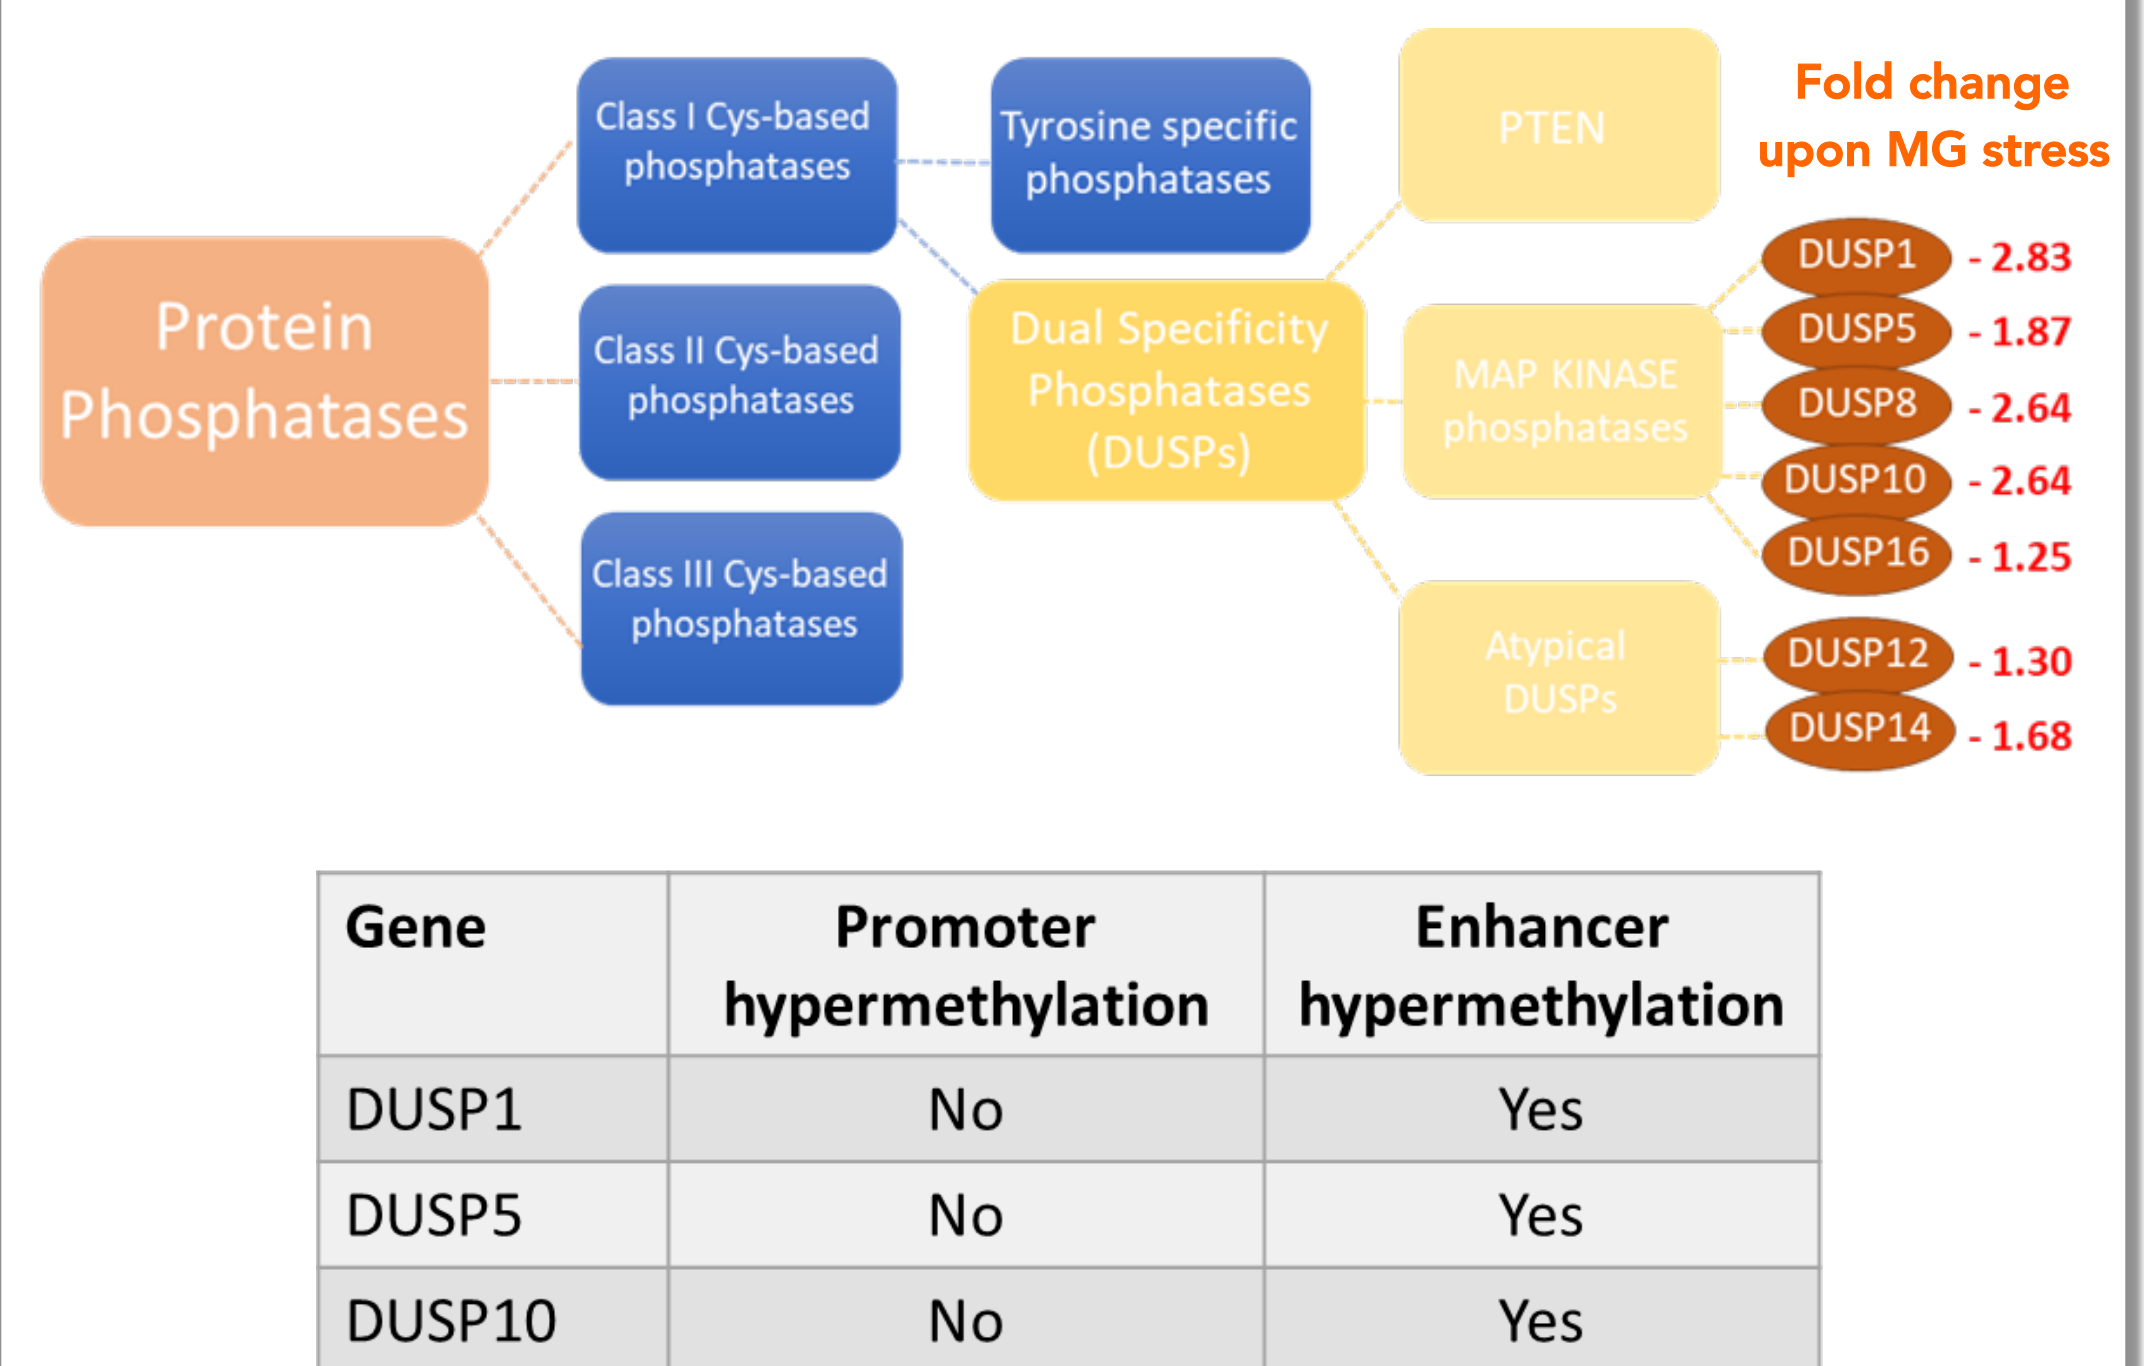 Protein
Phosphatases
Class I Cys-based
phosphatases
Class II Cys-based
phosphatases
Class III Cys-based
phosphatases
Tyrosine specific
phosphatases
Dual Specificity
Phosphatases
(DUSPs)
PTEN
MAP KINASE
phosphatases
Atypical
DUSPs
Fold change
upon MG stress
DUSP1 - 2.83
DUSP5 - 1.87
DUSP8 - 2.64
DUSP10 - 2.64
DUSP16 - 1.25
DUSP12 - 1.30
DUSP14 - 1.68
Gene Promoter Enhancer
hypermethylation hypermethylation
DUSP1 No Yes
DUSP5 No Yes
DUSP10 No Yes